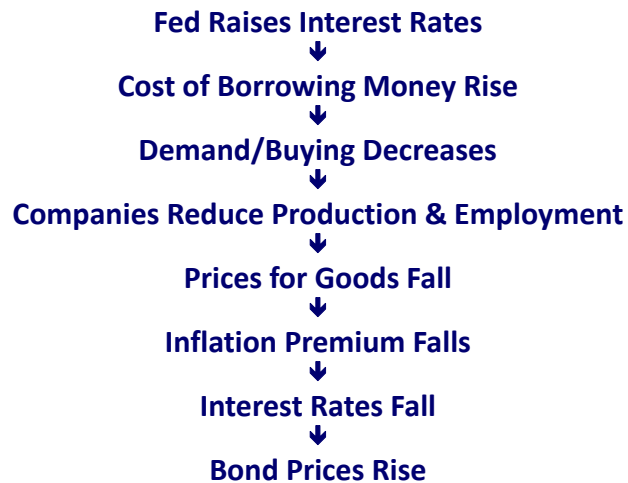 Fed Raises Interest Rates
Cost of Borrowing Money Rise
Demand/Buying Decreases
Companies Reduce Production & Employment
Prices for Goods Fall
Inflation Premium Falls
Interest Rates Fall
Bond Prices Rise